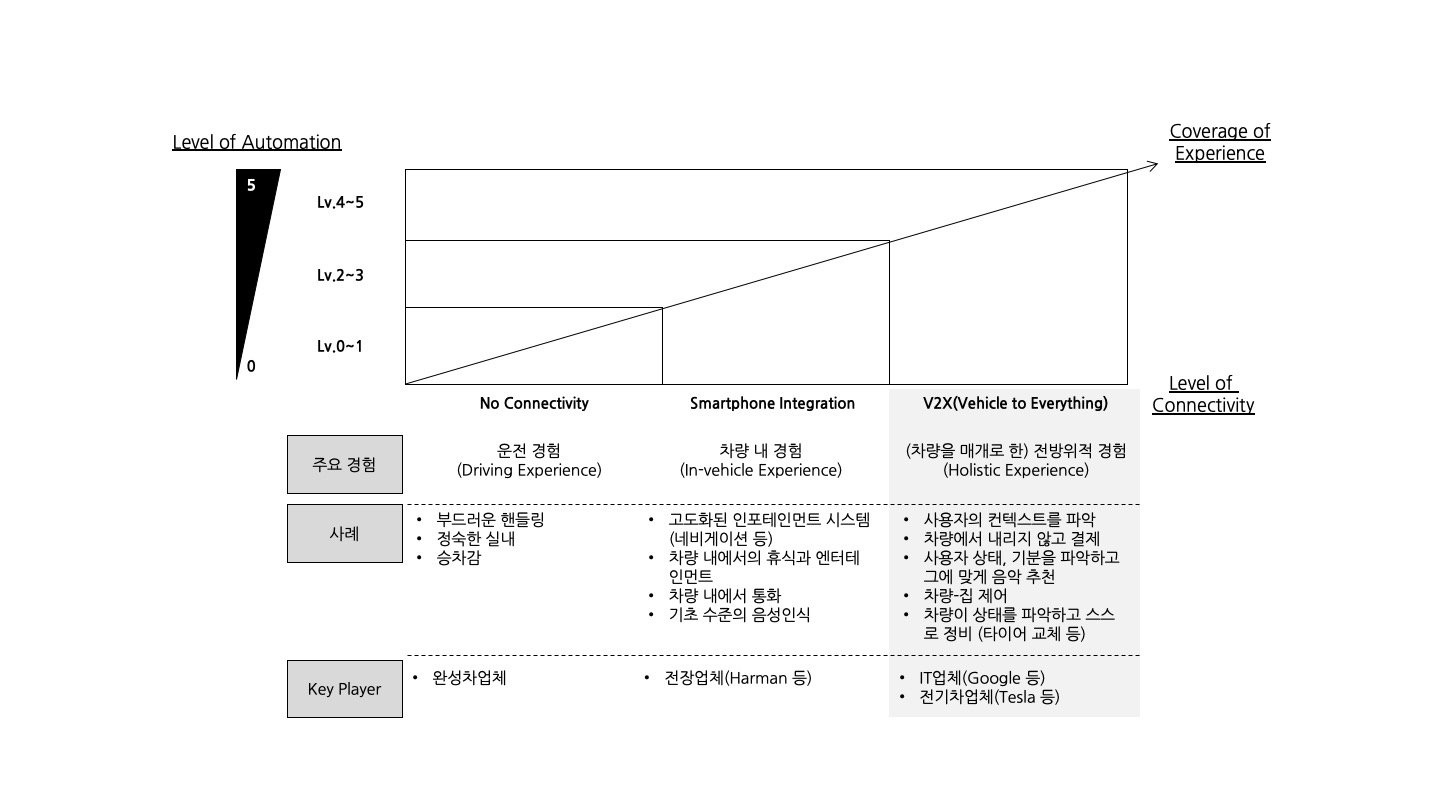 Level of Automation
Coverage of
Experience
5
Lv.4~5
Lv.2~3
Lv.0~1
0
Level of
Connectivity
No Connectivity
Smartphone Integration
V2X(Vehicle to Everything)
주요 경험
운전 경험
(Driving Experience)
차량 내 경험
(In-vehicle Experience)
(차량을 매개로 한) 전방위적 경험
(Holistic Experience)
사례
• 부드러운 핸들링
• 정숙한 실내
• 승차감
• 고도화된 인포테인먼트 시스템
(네비게이션 등)
• 차량 내에서의 휴식과 엔터테
인먼트
• 차량 내에서 통화
• 기초 수준의 음성인식
• 사용자의 컨텍스트를 파악
• 차량에서 내리지 않고 결제
• 사용자 상태, 기분을 파악하고
그에 맞게 음악 추천
• 차량-집 제어
• 차량이 상태를 파악하고 스스
로 정비 (타이어 교체 등)
Key Player
• 완성차업체
• 전장업체(Harman 등)
• IT업체(Google 등)
• 전기차업체(Tesla 등)